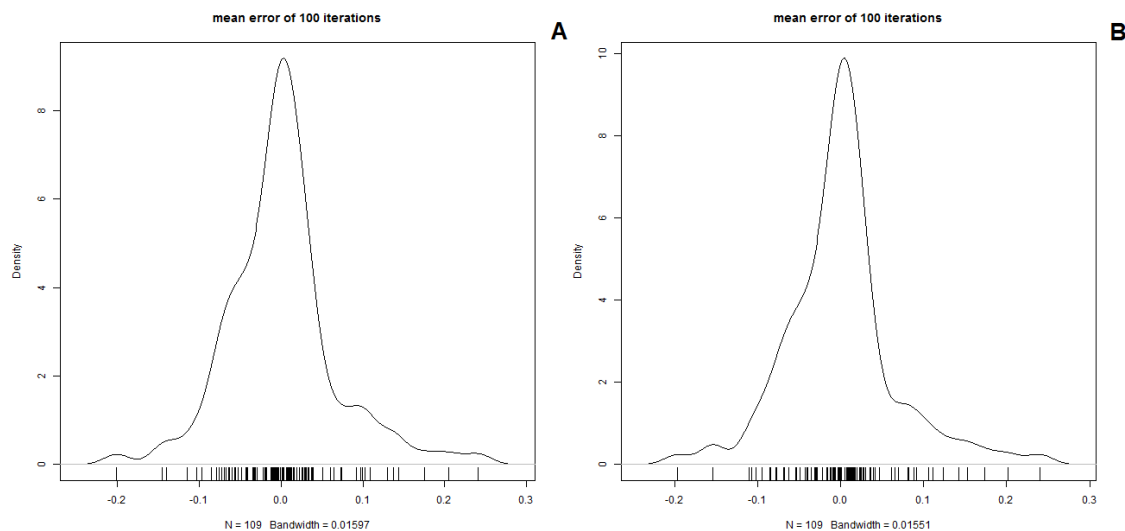 mean error of 100 iterations
A
Density
0
2
4
6
8
-0.2 -0.1 0.0 0.1 0.2 0.3
N = 109 Bandwidth = 0.01597
mean error of 100 iterations
B
Density
0
2
4
6
8
10
-0.2 -0.1 0.0 0.1 0.2 0.3
N = 109 Bandwidth = 0.01551